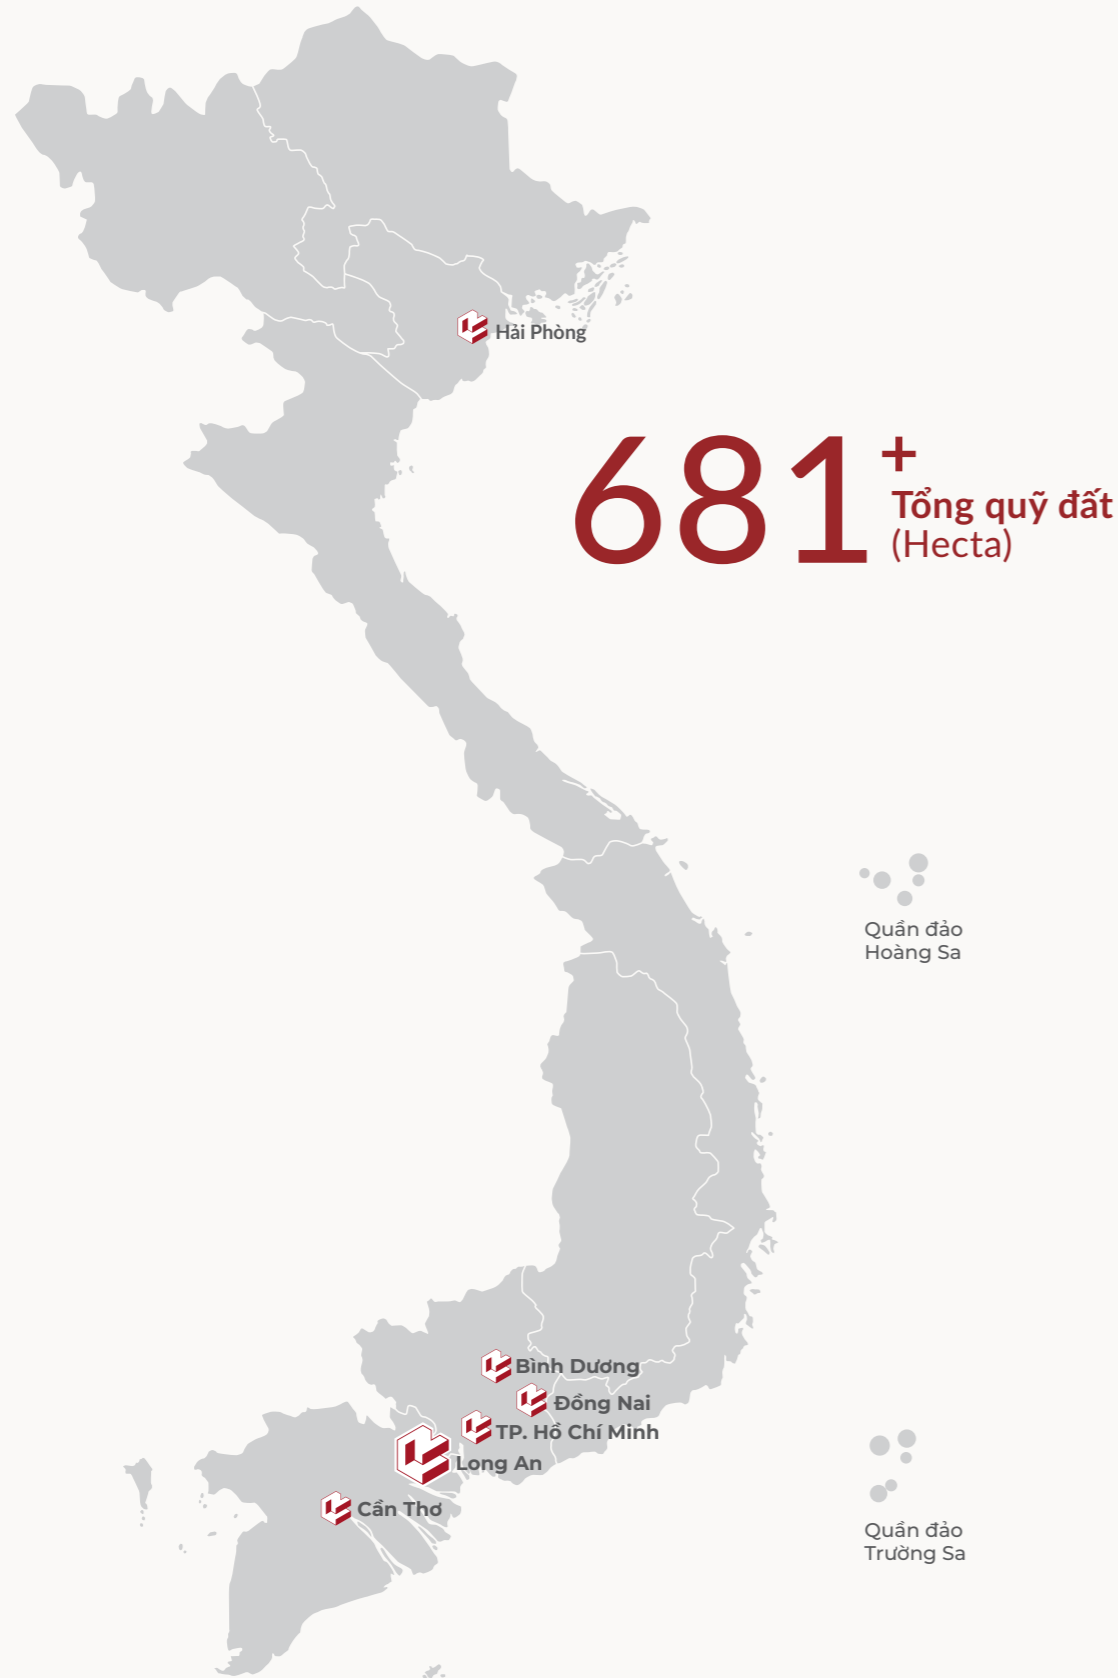 Hải Phòng
681+
Tổng quỹ đất
(Hecta)
Quần đảo
Hoàng Sa
Bình Dương
Đồng Nai
TP. Hồ Chí Minh
Long An
Cần Thơ
Quần đảo
Trường Sa